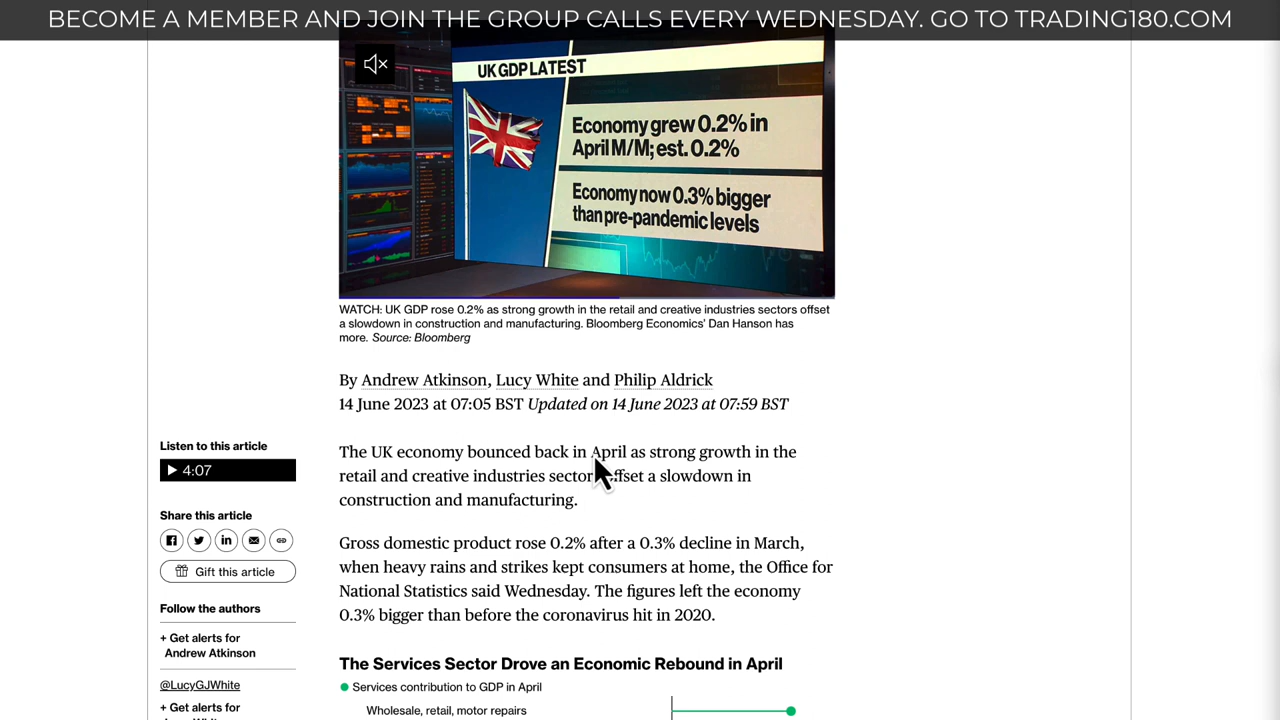 BECOME A MEMBER AND JOIN THE GROUP CALLS EVERY WEDNESDAY. GO TO TRADING180.COM
UK GDP LATEST
Economy grew 0.2% in
April M/M; est. 0.2%
Economy now 0.3% bigger
than pre-pandemic levels
WATCH: UK GDP rose 0.2% as strong growth in the retail and creative industries sectors offset
a slowdown in construction and manufacturing. Bloomberg Economics' Dan Hanson has
more. Source: Bloomberg
By Andrew Atkinson, Lucy White and Philip Aldrick
14 June 2023 at 07:05 BST Updated on 14 June 2023 at 07:59 BST
Listen to this article
4:07
The UK economy bounced back in April as strong growth in the
retail and creative industries sector offset a slowdown in
construction and manufacturing.
Share this article
Gift this article
Gross domestic product rose 0.2% after a 0.3% decline in March,
when heavy rains and strikes kept consumers at home, the Office for
National Statistics said Wednesday. The figures left the economy
0.3% bigger than before the coronavirus hit in 2020.
Follow the authors
+ Get alerts for
Andrew Atkinson
@LucyGJWhite
+ Get alerts for
The Services Sector Drove an Economic Rebound in April
Services contribution to GDP in April
Wholesale, retail, motor repairs